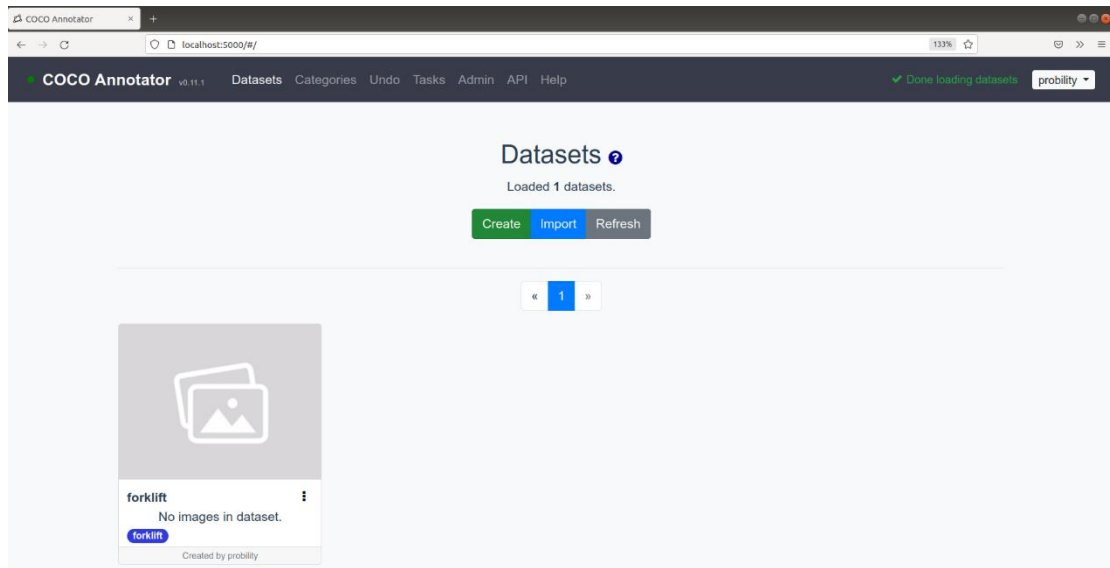 COCO Annotator × +
localhost:5000/#/ 133%
COCO Annotator v0.11.1 Datasets Categories Undo Tasks Admin API Help ✔ Done loading datasets probility
Datasets ?
Loaded 1 datasets.
Create Import Refresh
« 1 »
forklift
No images in dataset.
forklift
Created by probility